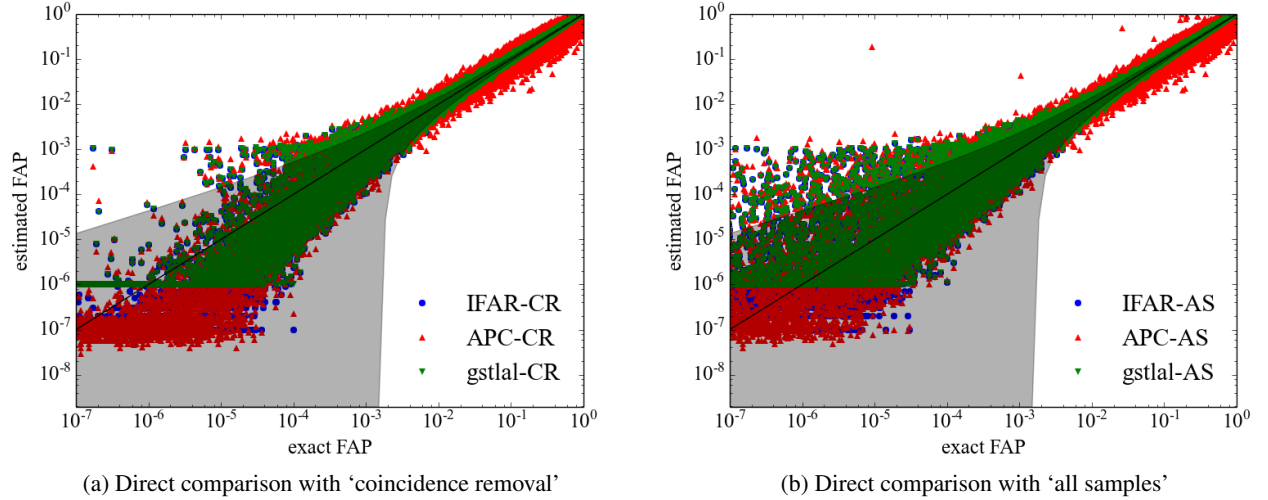 10^0
10^-1
10^-2
10^-3
10^-4
10^-5
10^-6
10^-7
10^-8
estimated FAP
IFAR-CR
APC-CR
gstlal-CR
10^-7 10^-6 10^-5 10^-4 10^-3 10^-2 10^-1 10^0
exact FAP
(a) Direct comparison with ‘coincidence removal’
10^0
10^-1
10^-2
10^-3
10^-4
10^-5
10^-6
10^-7
10^-8
estimated FAP
IFAR-AS
APC-AS
gstlal-AS
10^-7 10^-6 10^-5 10^-4 10^-3 10^-2 10^-1 10^0
exact FAP
(b) Direct comparison with ‘all samples’